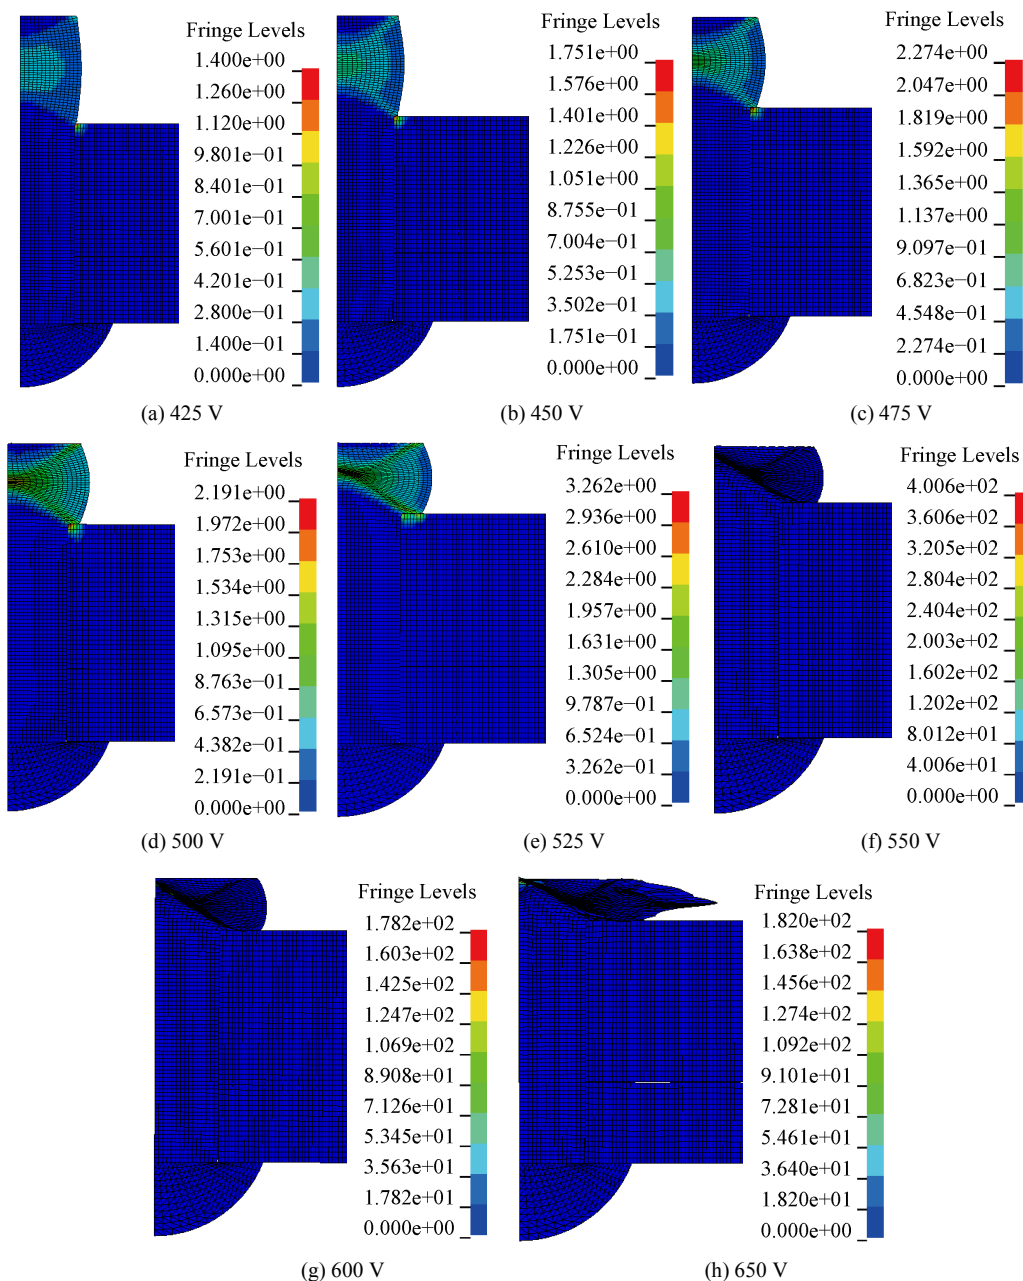 Fringe Levels
1.400e+00
1.260e+00
1.120e+00
9.801e−01
8.401e−01
7.001e−01
5.601e−01
4.201e−01
2.800e−01
1.400e−01
0.000e+00
(a) 425 V
Fringe Levels
1.751e+00
1.576e+00
1.401e+00
1.226e+00
1.051e+00
8.755e−01
7.004e−01
5.253e−01
3.502e−01
1.751e−01
0.000e+00
(b) 450 V
Fringe Levels
2.274e+00
2.047e+00
1.819e+00
1.592e+00
1.365e+00
1.137e+00
9.097e−01
6.823e−01
4.548e−01
2.274e−01
0.000e+00
(c) 475 V
Fringe Levels
2.191e+00
1.972e+00
1.753e+00
1.534e+00
1.315e+00
1.095e+00
8.763e−01
6.573e−01
4.382e−01
2.191e−01
0.000e+00
(d) 500 V
Fringe Levels
3.262e+00
2.936e+00
2.610e+00
2.284e+00
1.957e+00
1.631e+00
1.305e+00
9.787e−01
6.524e−01
3.262e−01
0.000e+00
(e) 525 V
Fringe Levels
4.006e+02
3.606e+02
3.205e+02
2.804e+02
2.404e+02
2.003e+02
1.602e+02
1.202e+02
8.012e+01
4.006e+01
0.000e+00
(f) 550 V
Fringe Levels
1.782e+02
1.603e+02
1.425e+02
1.247e+02
1.069e+02
8.908e+01
7.126e+01
5.345e+01
3.563e+01
1.782e+01
0.000e+00
(g) 600 V
Fringe Levels
1.820e+02
1.638e+02
1.456e+02
1.274e+02
1.092e+02
9.101e+01
7.281e+01
5.461e+01
3.640e+01
1.820e+01
0.000e+00
(h) 650 V